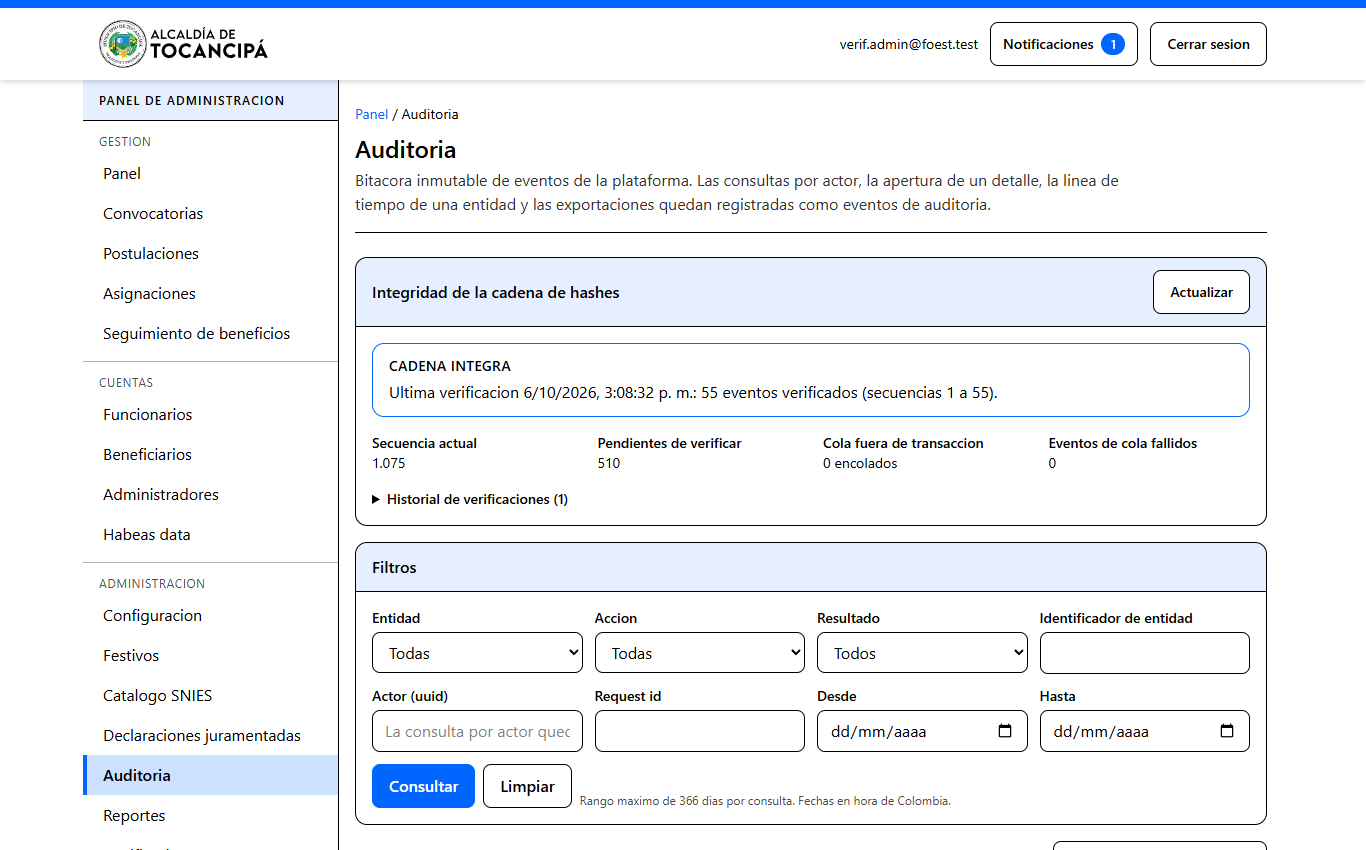 ALCALDÍA DE
TOCANCIPÁ
verif.admin@foest.test
Notificaciones 1
Cerrar sesion
PANEL DE ADMINISTRACION
GESTION
Panel
Convocatorias
Postulaciones
Asignaciones
Seguimiento de beneficios
CUENTAS
Funcionarios
Beneficiarios
Administradores
Habeas data
ADMINISTRACION
Configuracion
Festivos
Catalogo SNIES
Declaraciones juramentadas
Auditoria
Reportes
Panel / Auditoria
Auditoria
Bitacora inmutable de eventos de la plataforma. Las consultas por actor, la apertura de un detalle, la linea de
tiempo de una entidad y las exportaciones quedan registradas como eventos de auditoria.
Integridad de la cadena de hashes
Actualizar
CADENA INTEGRA
Ultima verificacion 6/10/2026, 3:08:32 p. m.: 55 eventos verificados (secuencias 1 a 55).
Secuencia actual
1.075
Pendientes de verificar
510
Cola fuera de transaccion
0 encolados
Eventos de cola fallidos
0
Historial de verificaciones (1)
Filtros
Entidad
Todas
Accion
Todas
Resultado
Todos
Identificador de entidad
Actor (uuid)
La consulta por actor quec
Request id
Desde
dd/mm/aaaa
Hasta
dd/mm/aaaa
Consultar
Limpiar
Rango maximo de 366 dias por consulta. Fechas en hora de Colombia.